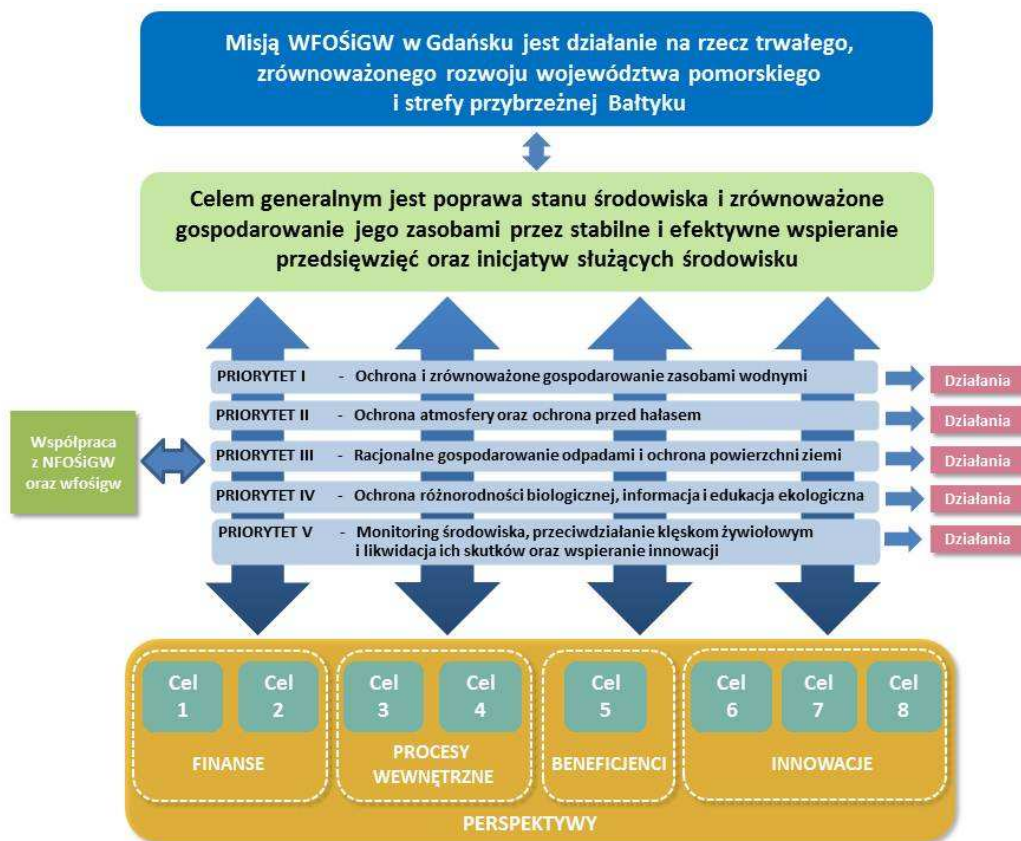 Misją WFOŚiGW w Gdańsku jest działanie na rzecz trwałego,
zrównoważonego rozwoju województwa pomorskiego
i strefy przybrzeżnej Bałtyku
Celem generalnym jest poprawa stanu środowiska i zrównoważone
gospodarowanie jego zasobami przez stabilne i efektywne wspieranie
przedsięwzięć oraz inicjatyw służących środowisku
PRIORYTET I - Ochrona i zrównoważone gospodarowanie zasobami wodnymi
Działania
PRIORYTET II - Ochrona atmosfery oraz ochrona przed hałasem
Działania
Współpraca
z NFOŚiGW
oraz wfośigw
PRIORYTET III - Racjonalne gospodarowanie odpadami i ochrona powierzchni ziemi
Działania
PRIORYTET IV - Ochrona różnorodności biologicznej, informacja i edukacja ekologiczna
Działania
PRIORYTET V - Monitoring środowiska, przeciwdziałanie klęskom żywiołowym
i likwidacja ich skutków oraz wspieranie innowacji
Działania
Cel
1
Cel
2
FINANSE
Cel
3
Cel
4
PROCESY
WEWNĘTRZNE
Cel
5
BENEFICJENCI
Cel
6
Cel
7
Cel
8
INNOWACJE
PERSPEKTYWY